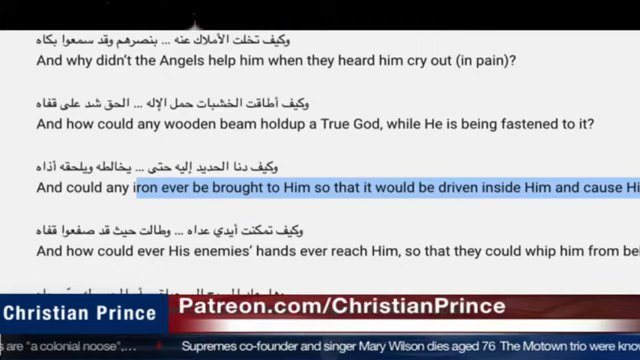 وكيف تخلت الأملاك عنه ... بنصرهم وقد سمعوا بكاه
And why didn't the Angels help him when they heard him cry out (in pain)?
وكيف أطاقت الخشبات حمل الإله ... الحق شد على قفاه
And how could any wooden beam holdup a True God, while He is being fastened to it?
وكيف دنا الحديد إليه حتى ... يخالطه ويلحقه أذاه
And could any iron ever be brought to Him so that it would be driven inside Him and cause Hi
وكيف تمكنت أيدي عداه ... وطالت حيث قد صفعوا قفاه
And how could ever His enemies' hands ever reach Him, so that they could whip him from be
Christian Prince
Patreon.com/ChristianPrince
s are "a colonial noose",... Supremes co-founder and singer Mary Wilson dies aged 76 The Motown trio were know